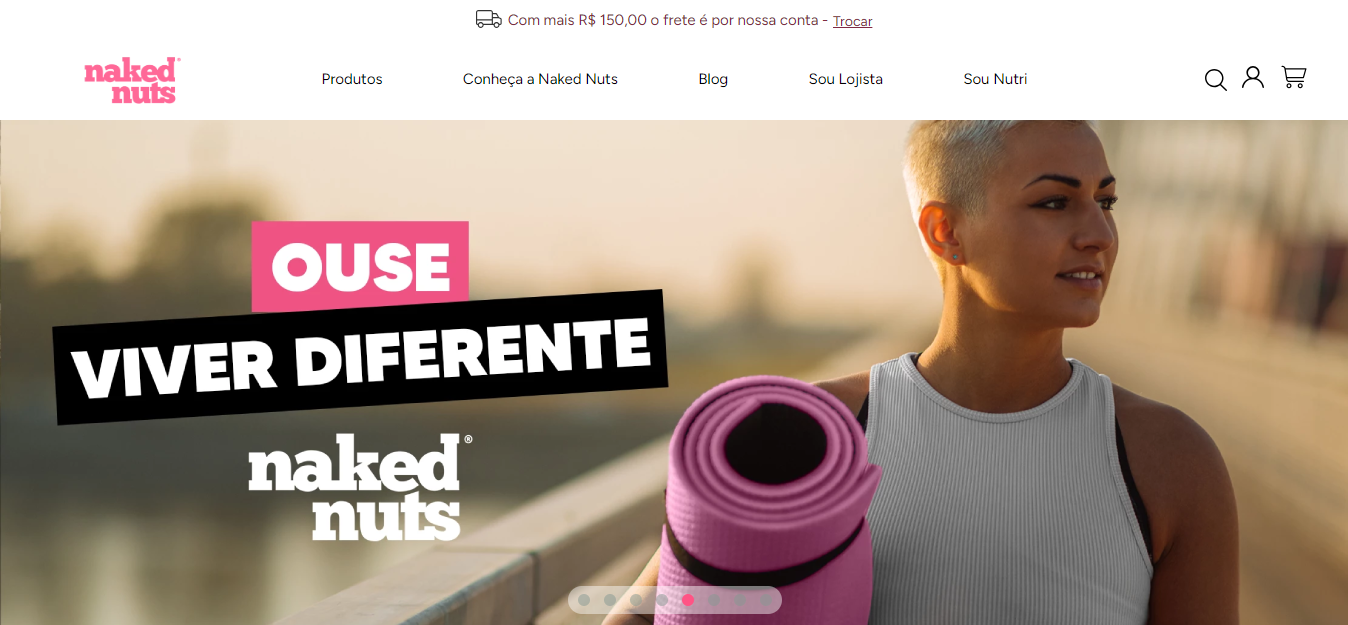 Com mais R$ 150,00 o frete é por nossa conta - Trocar
naked
nuts
Produtos
Conheça a Naked Nuts
Blog
Sou Lojista
Sou Nutri
OUSE
VIVER DIFERENTE
naked®
nuts